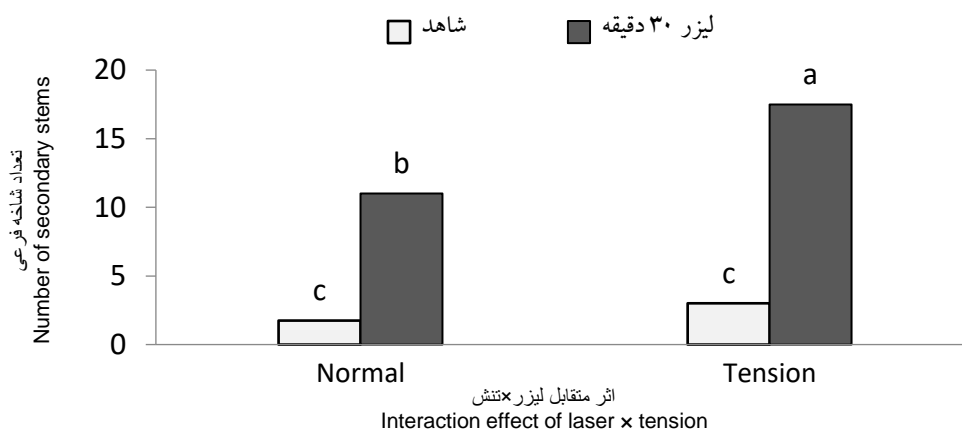 شاهد
لیزر ۳۰ دقیقه
تعداد شاخه فرعی
Number of secondary stems
20
15
10
5
0
c
b
c
a
Normal
Tension
اثر متقابل لیزر×تنش
Interaction effect of laser × tension